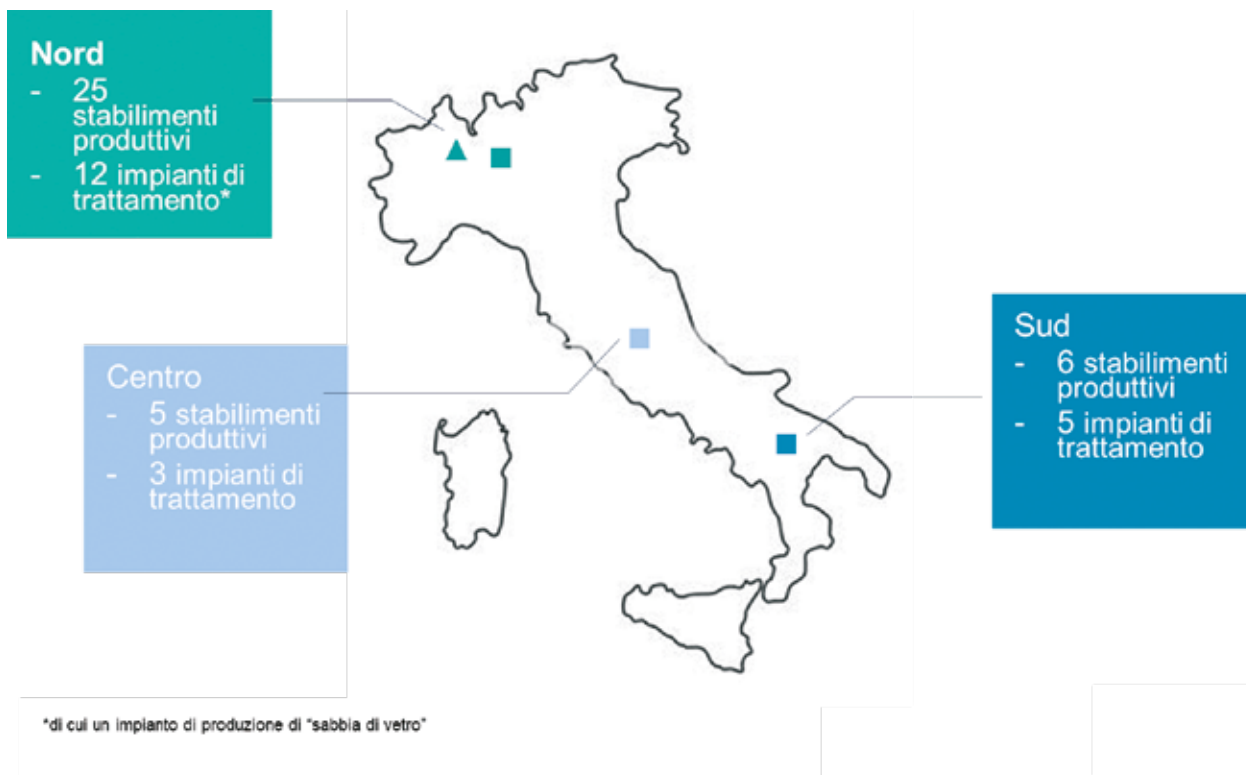 Nord
- 25
stabilimenti
produttivi
- 12 impianti di
trattamento*
Centro
- 5 stabilimenti
produttivi
- 3 impianti di
trattamento
Sud
- 6 stabilimenti
produttivi
- 5 impianti di
trattamento
*di cui un impianto di produzione di "sabbia di vetro"